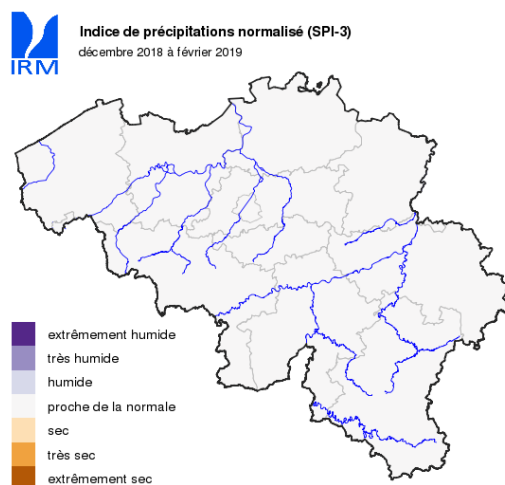 Indice de précipitations normalisé (SPI-3)
décembre 2018 à février 2019
IRM
extrêmement humide
très humide
humide
proche de la normale
sec
très sec
extrêmement sec